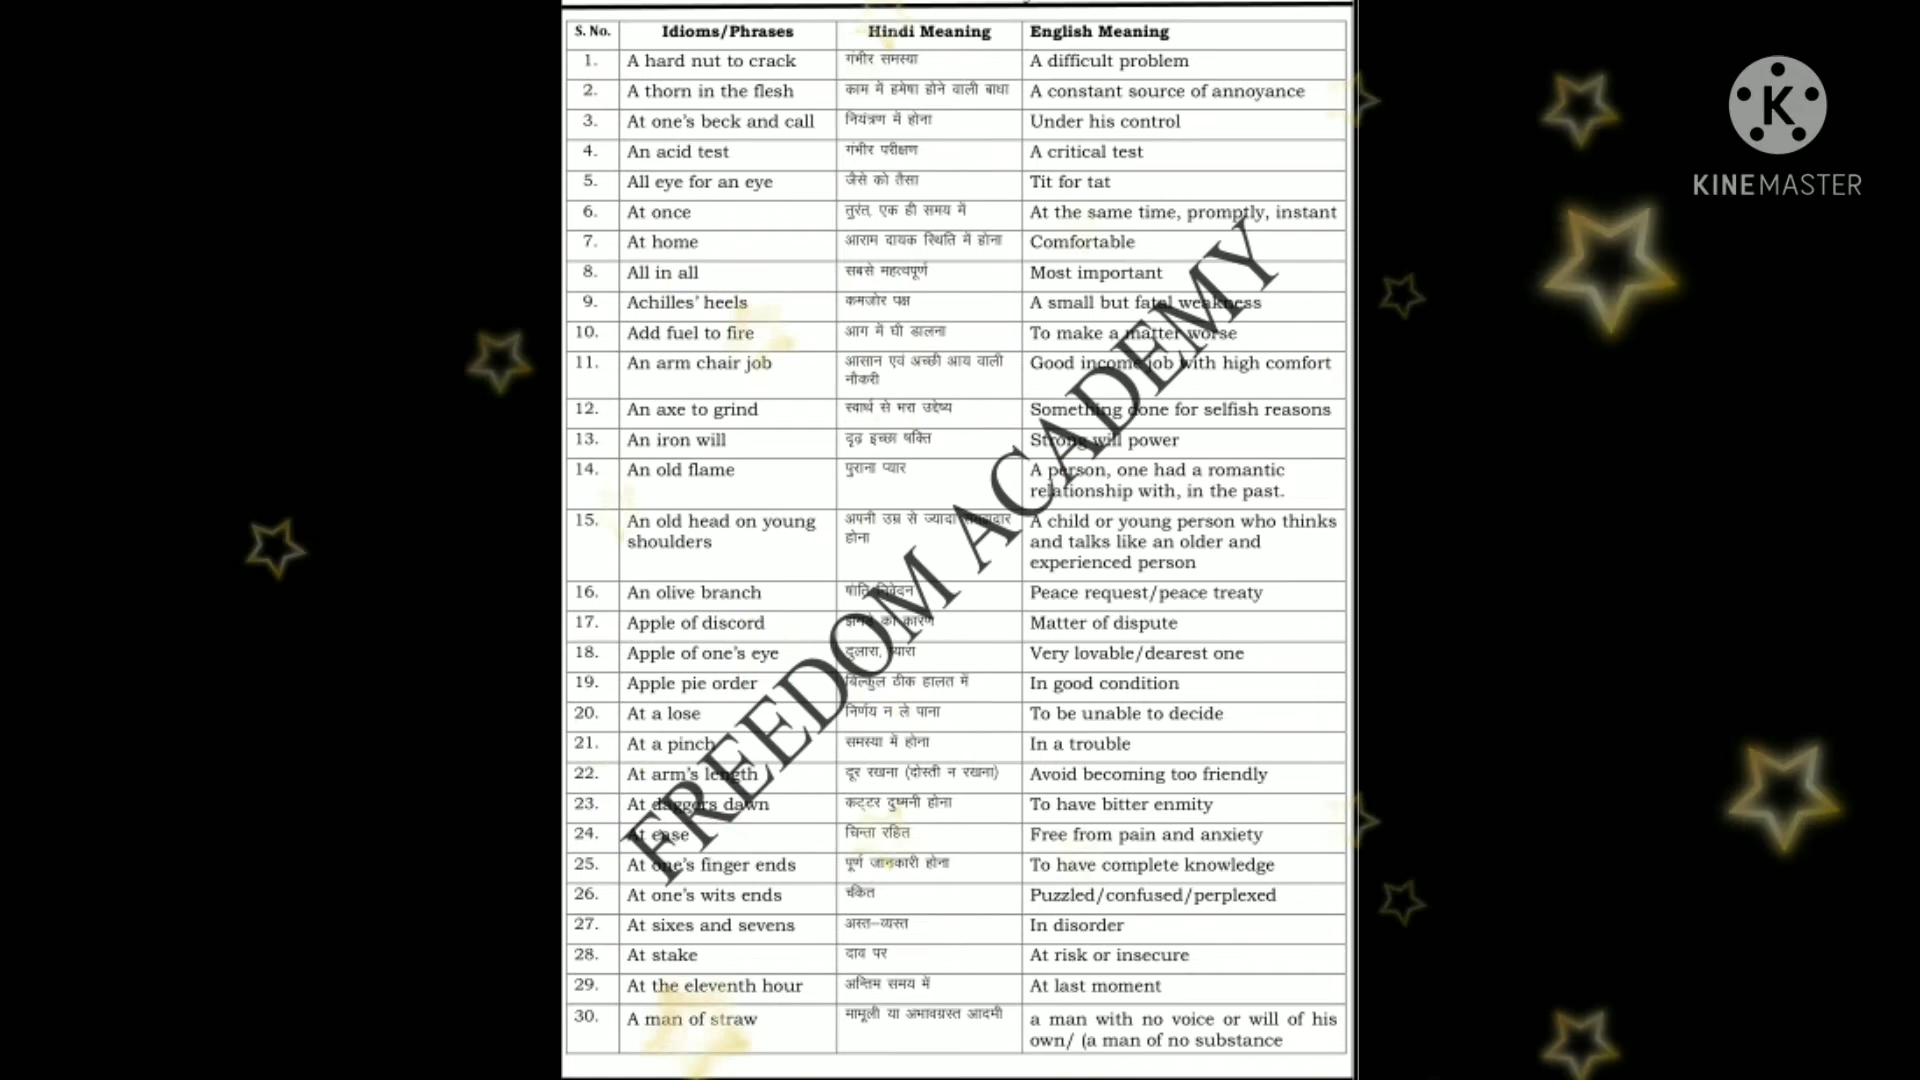 S. No. Idioms/Phrases Hindi Meaning English Meaning
1. A hard nut to crack गंभीर समस्या A difficult problem
2. A thorn in the flesh काम में हमेषा होने वाली बाधा A constant source of annoyance
3. At one's beck and call नियंत्रण में होना Under his control
4. An acid test गंभीर परीक्षण A critical test
5. All eye for an eye जैसे को तैसा Tit for tat
6. At once तुरंत, एक ही समय में At the same time, promptly, instant
7. At home आराम दायक स्थिति में होना Comfortable
8. All in all सबसे महत्वपूर्ण Most important
9. Achilles' heels कमजोर पक्ष A small but fatal weakness
10. Add fuel to fire आग में घी डालना To make a matter worse
11. An arm chair job आसान एवं अच्छी आय वाली Good income job with high comfort
नौकरी
12. An axe to grind स्वार्थ से भरा उद्देष्य Something done for selfish reasons
13. An iron will दृढ़ इच्छा षक्ति Strong will power
14. An old flame पुराना प्यार A person, one had a romantic
relationship with, in the past.
15. An old head on young अपनी उम्र से ज्यादा समझदार A child or young person who thinks
shoulders होना and talks like an older and
experienced person
16. An olive branch षांति निवेदन Peace request/peace treaty
17. Apple of discord झगड़े का कारण Matter of dispute
18. Apple of one's eye दुलारा, प्यारा Very lovable/dearest one
19. Apple pie order बिल्कुल ठीक हालत में In good condition
20. At a lose निर्णय न ले पाना To be unable to decide
21. At a pinch समस्या में होना In a trouble
22. At arm's length दूर रखना (दोस्ती न रखना) Avoid becoming too friendly
23. At daggers dawn कट्टर दुष्मनी होना To have bitter enmity
24. At ease चिन्ता रहित Free from pain and anxiety
25. At one's finger ends पूर्ण जानकारी होना To have complete knowledge
26. At one's wits ends चकित Puzzled/confused/perplexed
27. At sixes and sevens अस्त–व्यस्त In disorder
28. At stake दाव पर At risk or insecure
29. At the eleventh hour अन्तिम समय में At last moment
30. A man of straw मामूली या अभावग्रस्त आदमी a man with no voice or will of his
own/ (a man of no substance
FREEDOM ACADEMY
K
KINEMASTER